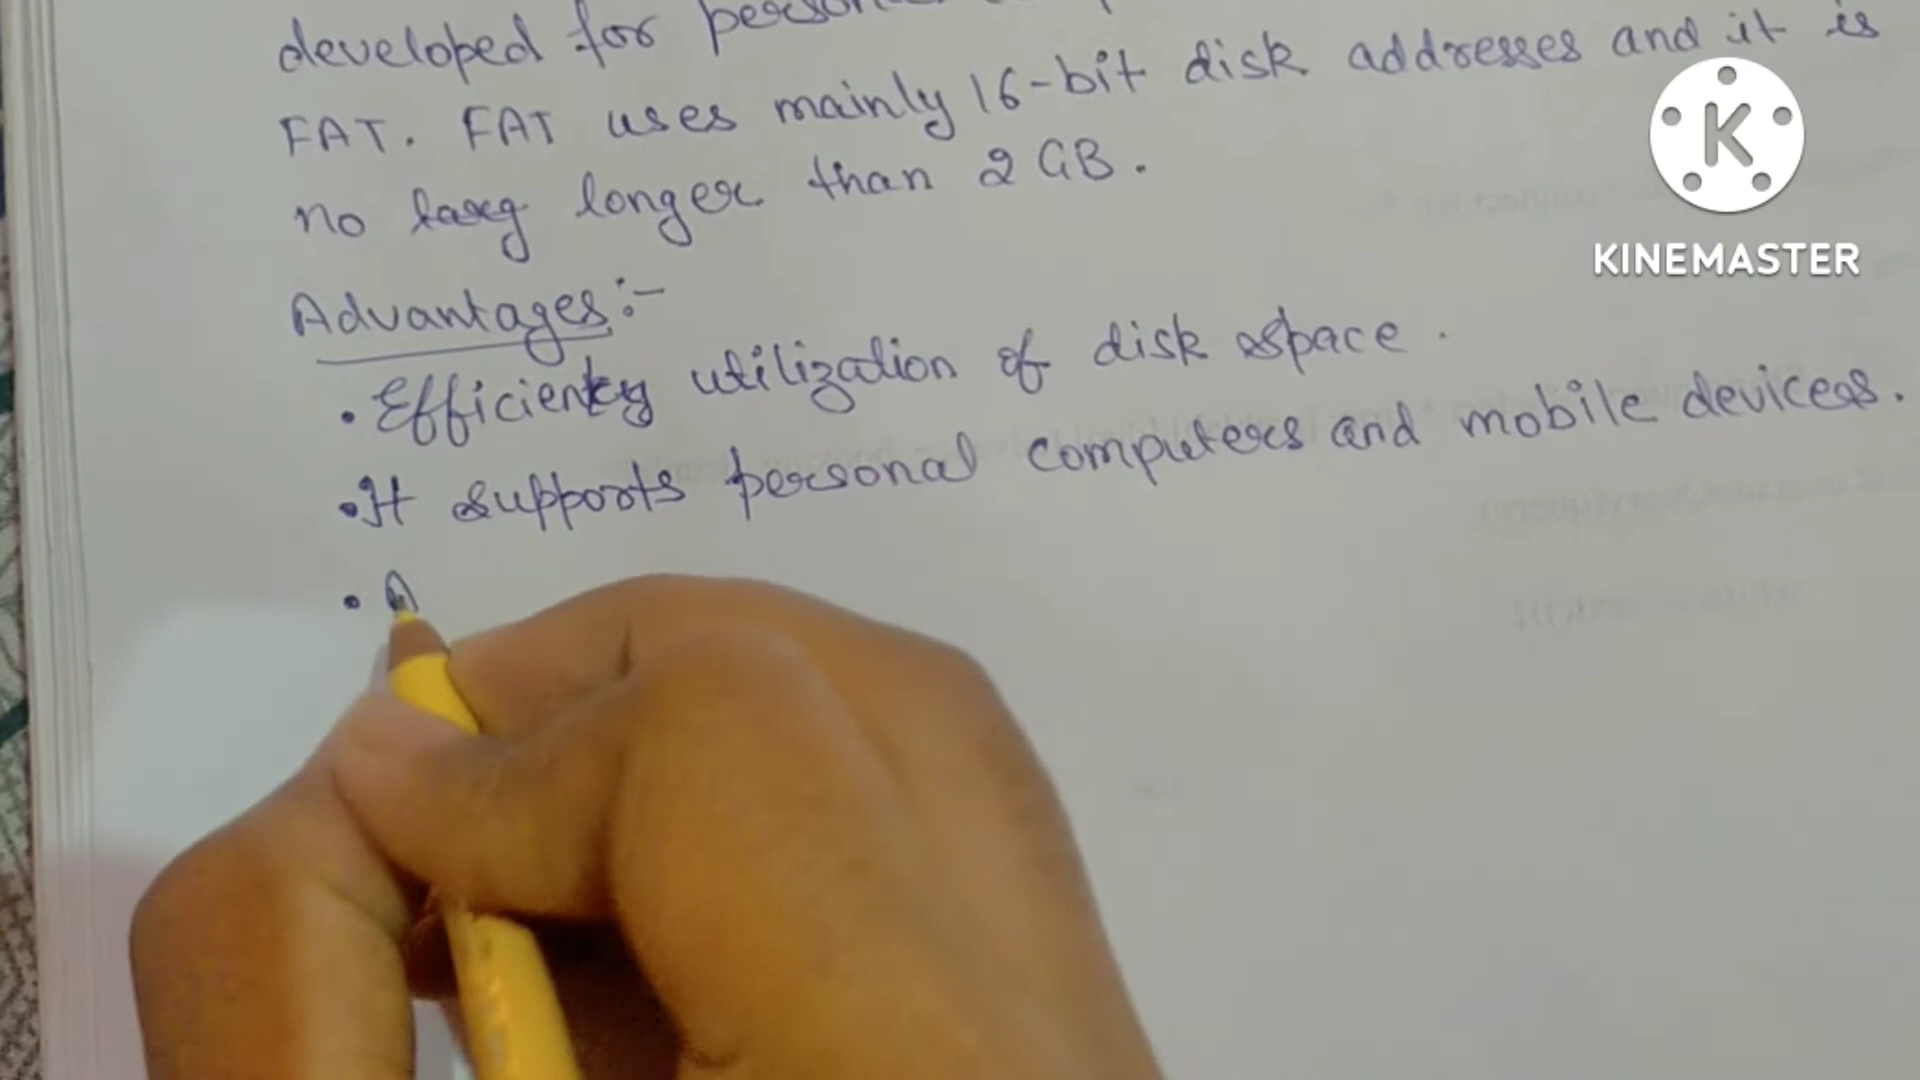 developed for
FAT. FAT uses mainly 16-bit disk addresses and it is
no larg longer than 2 GB.
Advantages:-
• Efficienty utilization of disk space.
• It supports personal computers and mobile devices.
•
K
KINEMASTER